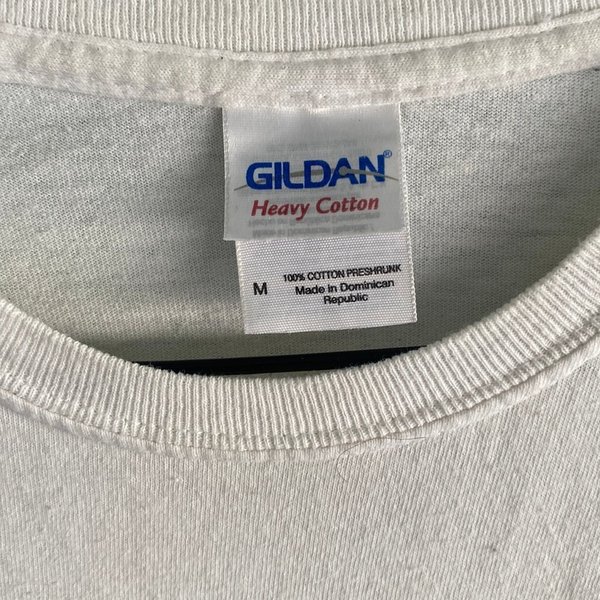 GILDAN®
Heavy Cotton
M
100% COTTON PRESHRUNK
Made in Dominican
Republic